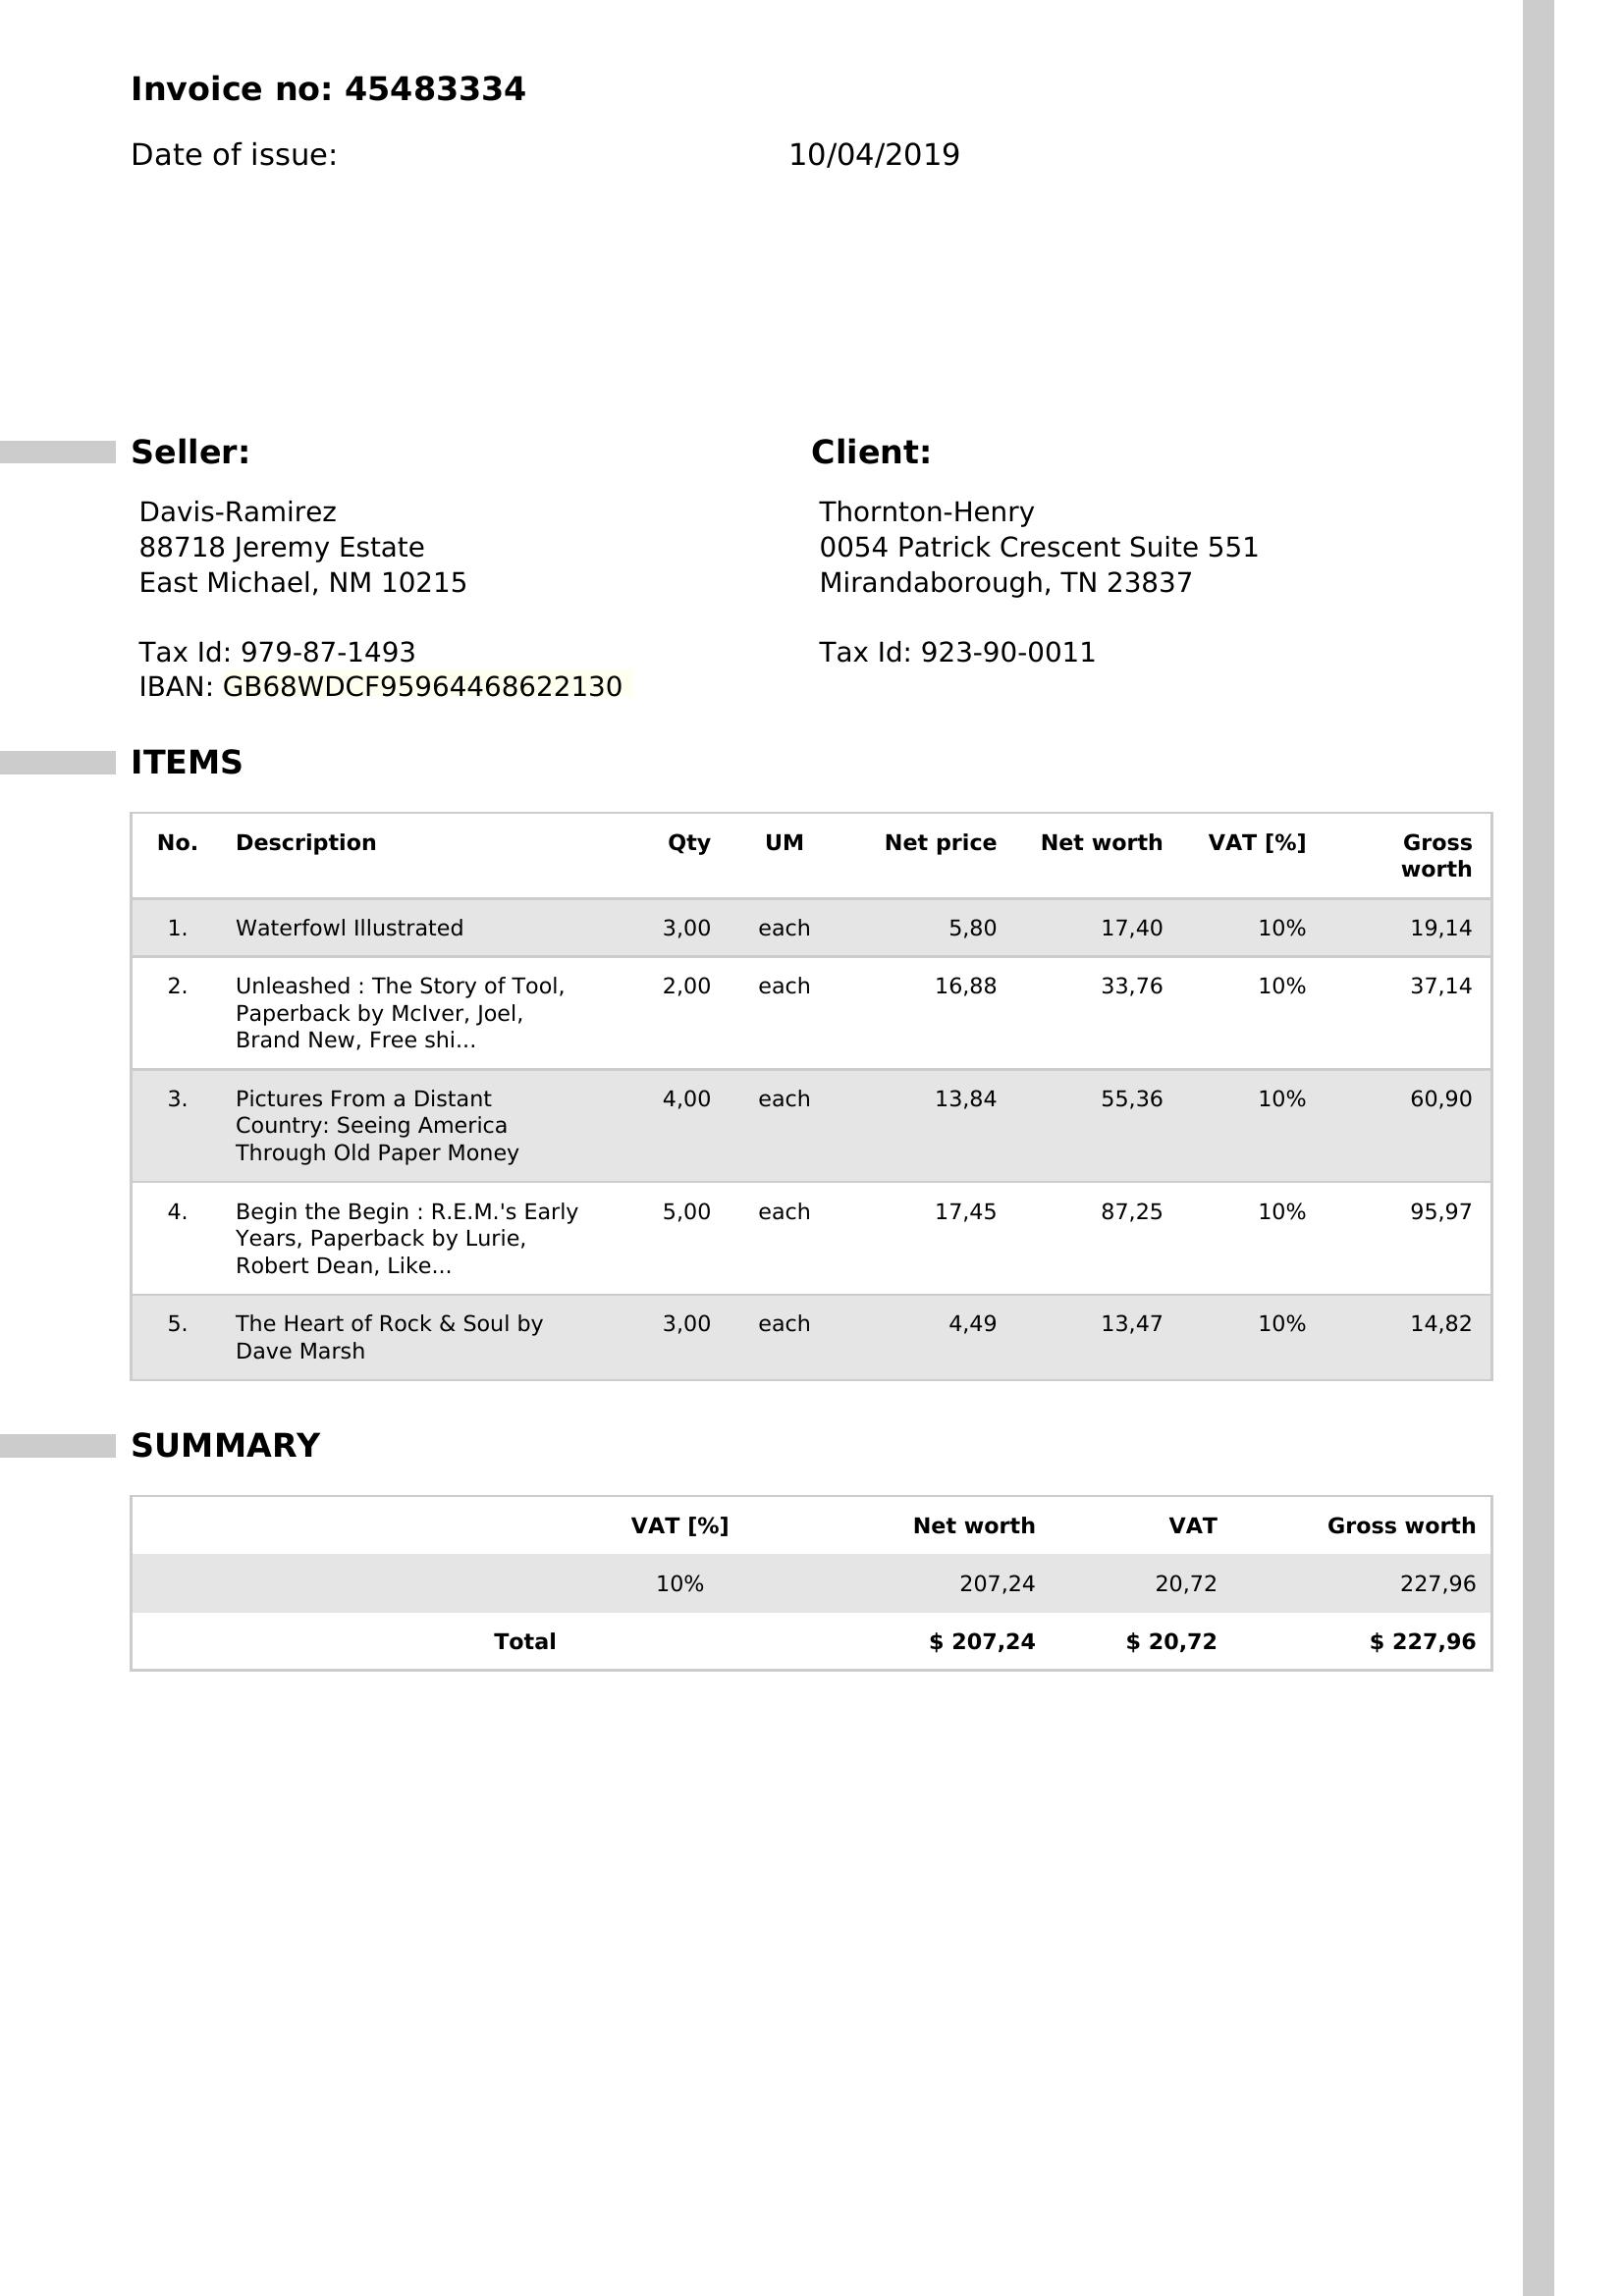 Invoice no: 45483334
Date of issue: 10/04/2019
Seller:
Davis-Ramirez
88718 Jeremy Estate
East Michael, NM 10215
Tax Id: 979-87-1493
IBAN: GB68WDCF95964468622130
Client:
Thornton-Henry
0054 Patrick Crescent Suite 551
Mirandaborough, TN 23837
Tax Id: 923-90-0011
ITEMS
No. Description Qty UM Net price Net worth VAT [%] Gross
worth
1. Waterfowl Illustrated 3,00 each 5,80 17,40 10% 19,14
2. Unleashed : The Story of Tool, 2,00 each 16,88 33,76 10% 37,14
Paperback by McIver, Joel,
Brand New, Free shi...
3. Pictures From a Distant 4,00 each 13,84 55,36 10% 60,90
Country: Seeing America
Through Old Paper Money
4. Begin the Begin : R.E.M.'s Early 5,00 each 17,45 87,25 10% 95,97
Years, Paperback by Lurie,
Robert Dean, Like...
5. The Heart of Rock & Soul by 3,00 each 4,49 13,47 10% 14,82
Dave Marsh
SUMMARY
VAT [%] Net worth VAT Gross worth
10% 207,24 20,72 227,96
Total $ 207,24 $ 20,72 $ 227,96